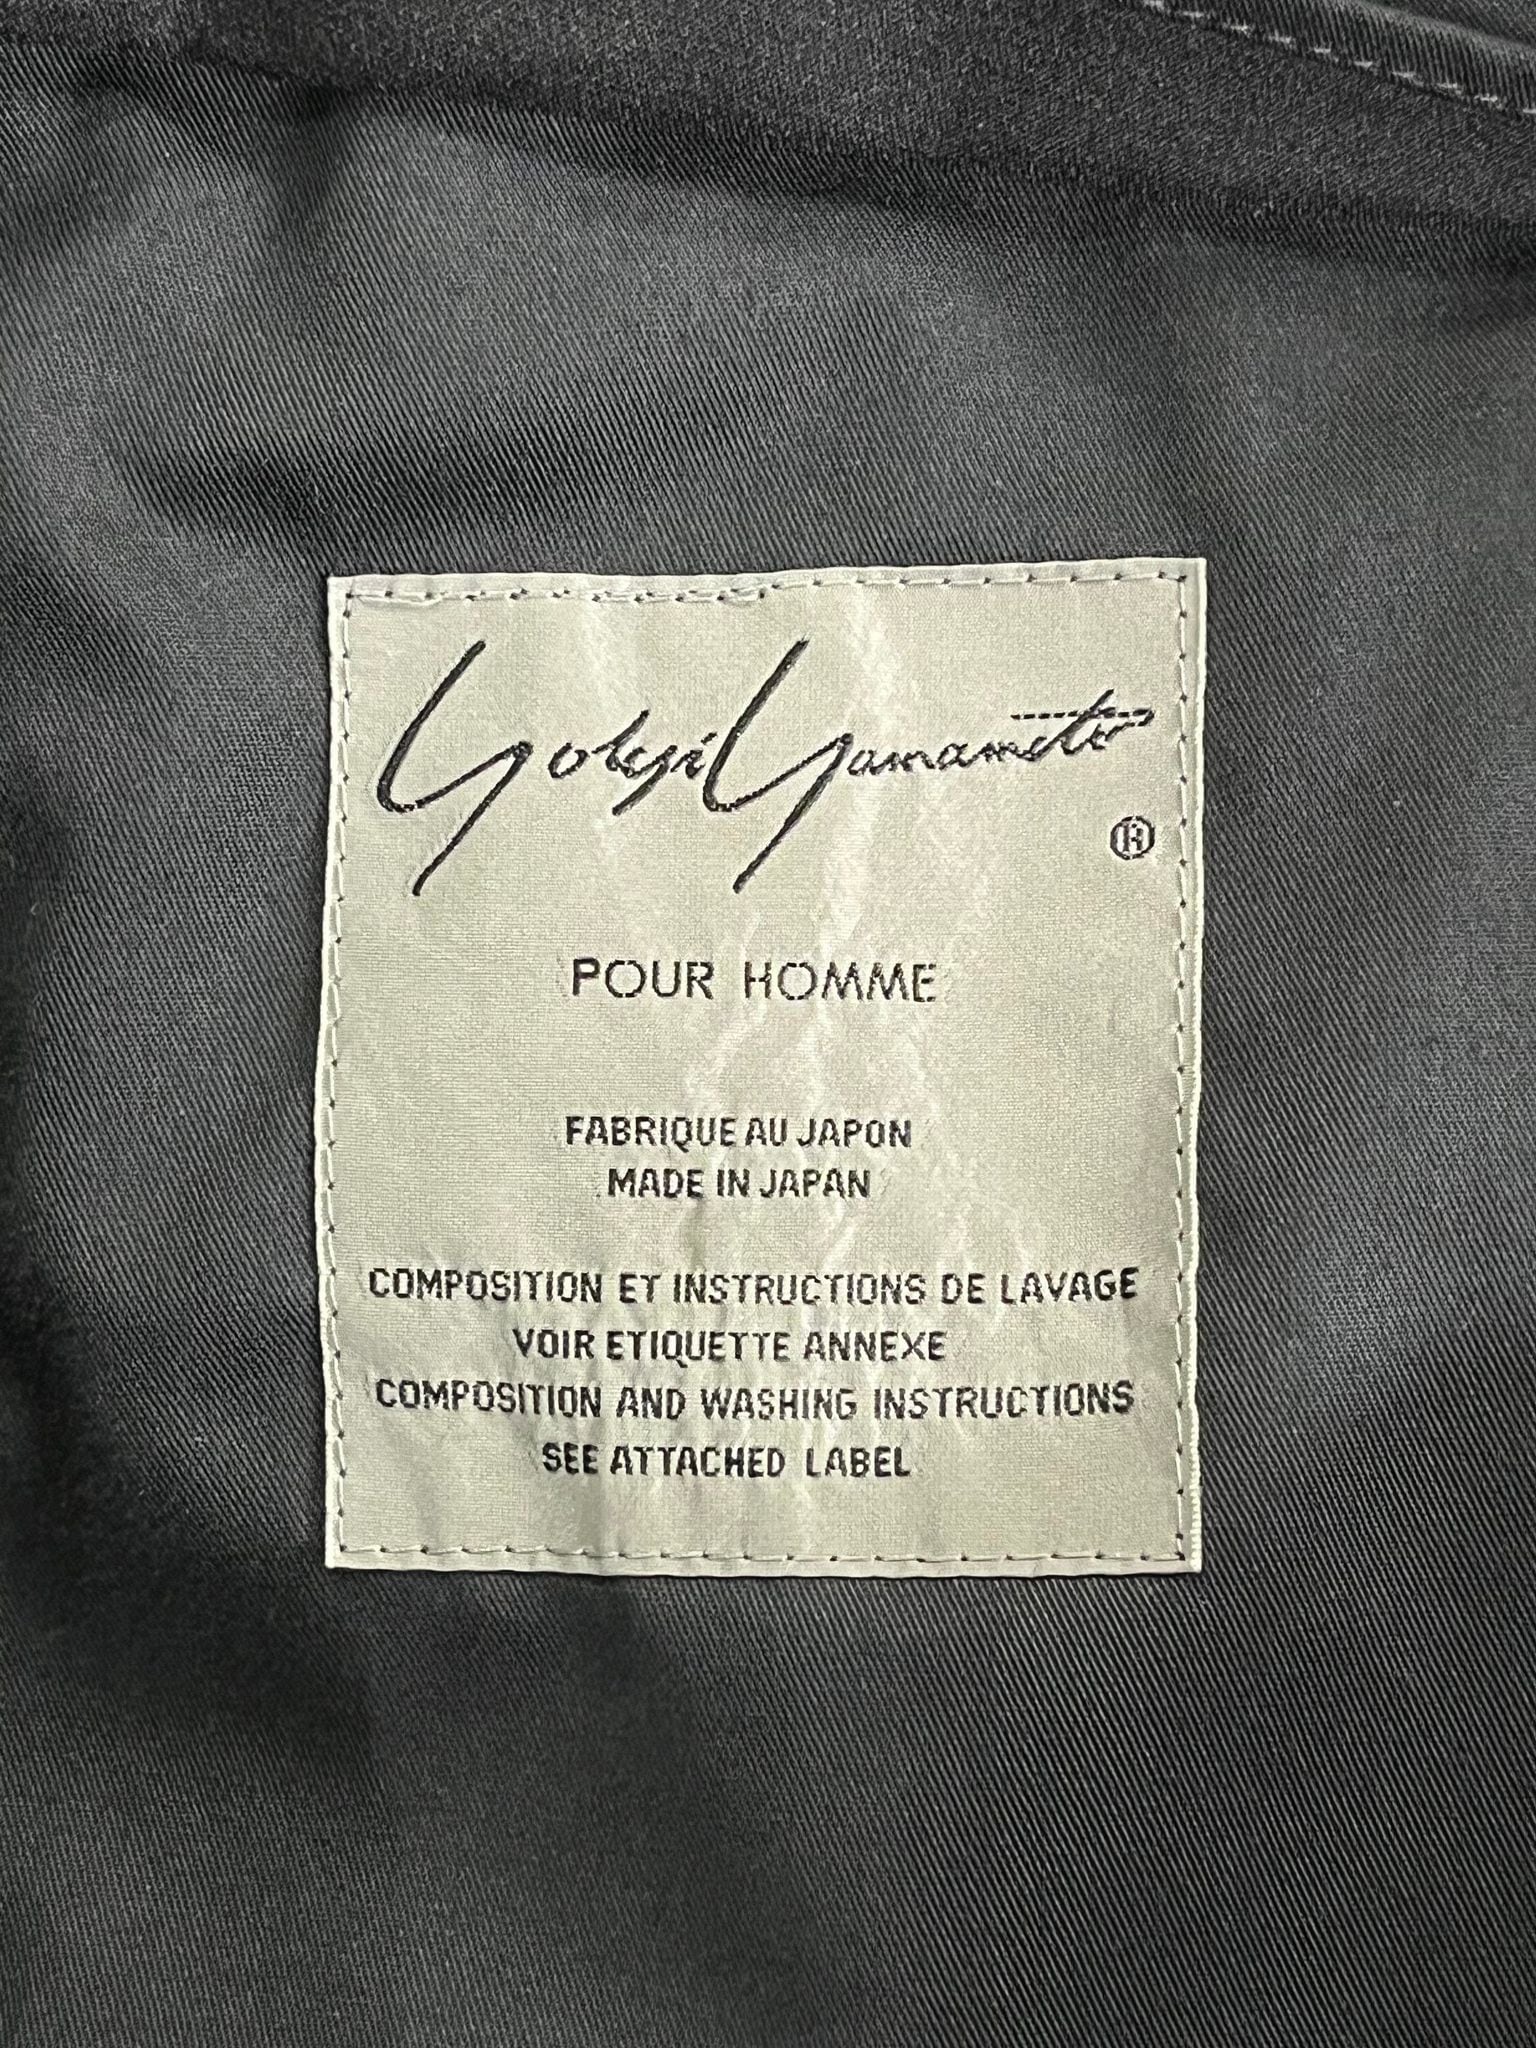 Yohji Yamamoto
®
POUR HOMME
FABRIQUE AU JAPON
MADE IN JAPAN
COMPOSITION ET INSTRUCTIONS DE LAVAGE
VOIR ETIQUETTE ANNEXE
COMPOSITION AND WASHING INSTRUCTIONS
SEE ATTACHED LABEL